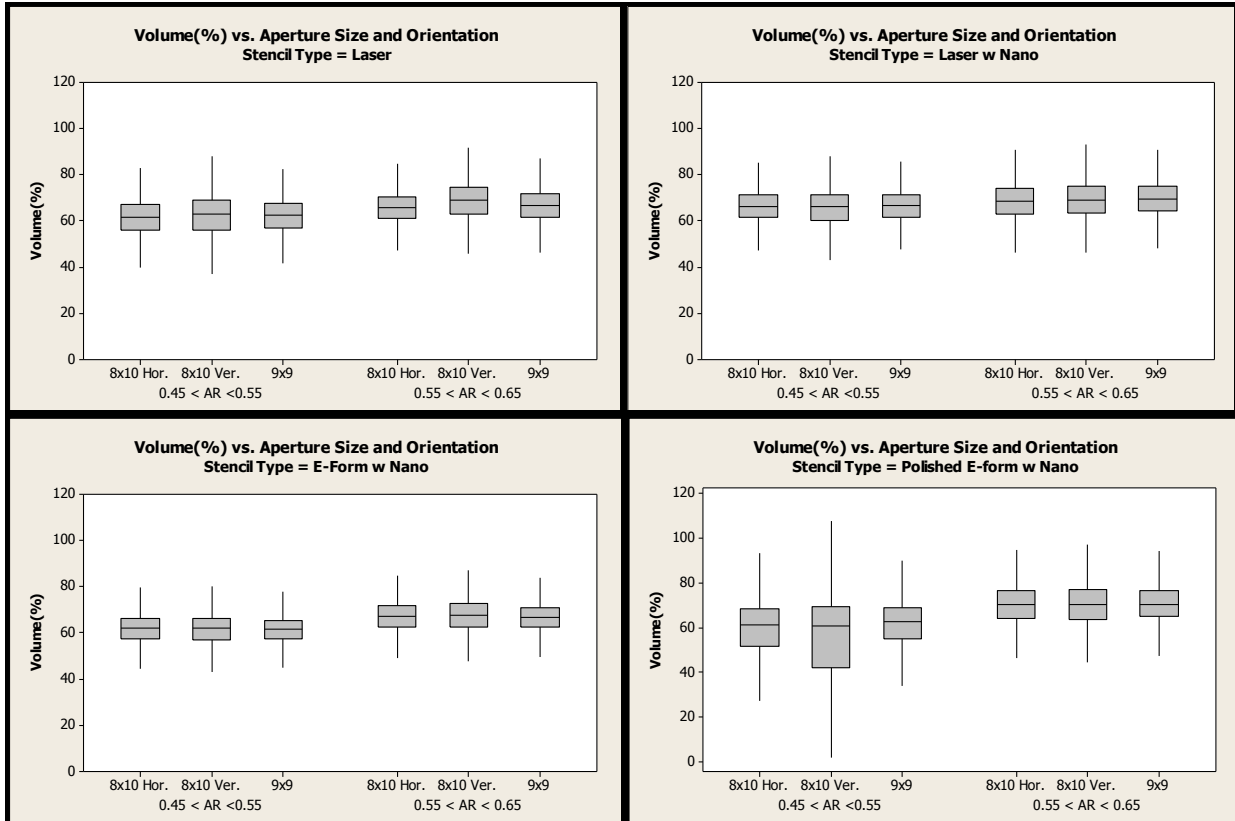 Volume(%) vs. Aperture Size and Orientation
Stencil Type = Laser
120
100
80
60
40
20
0
Volume(%)
8x10 Hor. 8x10 Ver. 9x9 8x10 Hor. 8x10 Ver. 9x9
0.45 < AR <0.55 0.55 < AR < 0.65
Volume(%) vs. Aperture Size and Orientation
Stencil Type = Laser w Nano
120
100
80
60
40
20
0
Volume(%)
8x10 Hor. 8x10 Ver. 9x9 8x10 Hor. 8x10 Ver. 9x9
0.45 < AR <0.55 0.55 < AR < 0.65
Volume(%) vs. Aperture Size and Orientation
Stencil Type = E-Form w Nano
120
100
80
60
40
20
0
Volume(%)
8x10 Hor. 8x10 Ver. 9x9 8x10 Hor. 8x10 Ver. 9x9
0.45 < AR <0.55 0.55 < AR < 0.65
Volume(%) vs. Aperture Size and Orientation
Stencil Type = Polished E-form w Nano
120
100
80
60
40
20
0
Volume(%)
8x10 Hor. 8x10 Ver. 9x9 8x10 Hor. 8x10 Ver. 9x9
0.45 < AR <0.55 0.55 < AR < 0.65